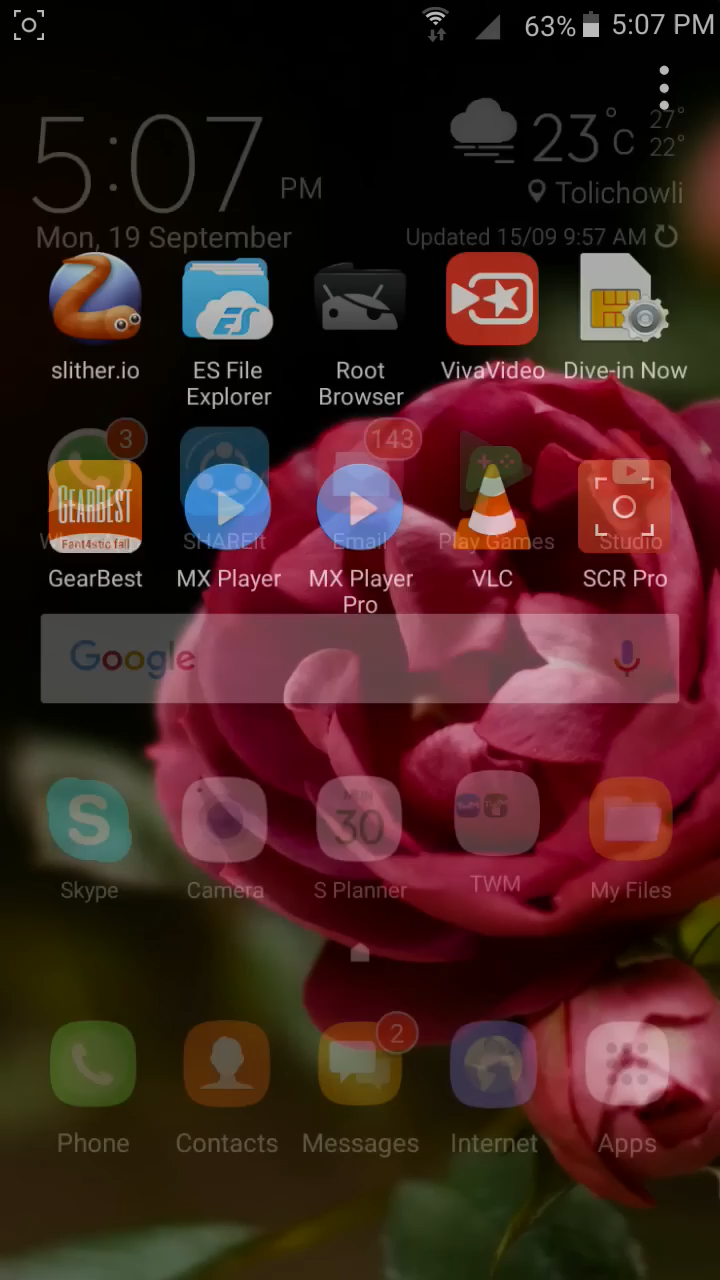 63% 5:07 PM
5:07 PM
23°C 27°
22°
Tolichowli
Mon, 19 September
Updated 15/09 9:57 AM
slither.io
ES
ES File
Explorer
Root
Browser
VivaVideo
Dive-in Now
3
143
GEARBEST
Fant4stic fall
SHAREit
Email
Play Games
Studio
GearBest
MX Player
MX Player
Pro
VLC
SCR Pro
Google
S
30
Skype
Camera
S Planner
TWM
My Files
2
Phone
Contacts
Messages
Internet
Apps